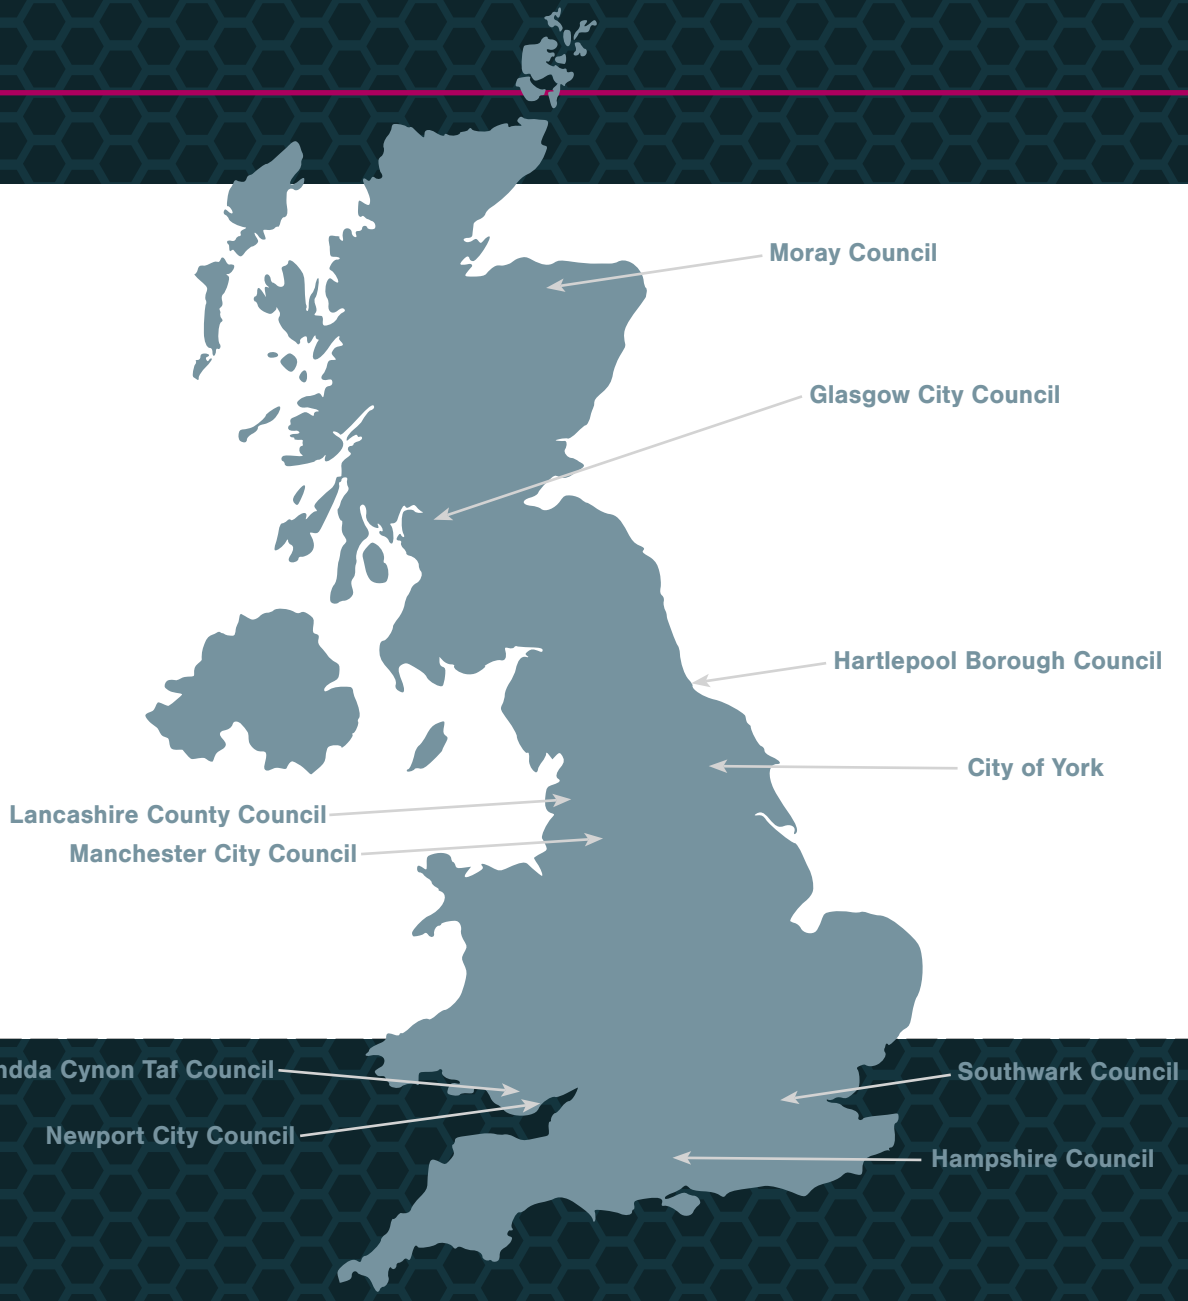 Moray Council
Glasgow City Council
Hartlepool Borough Council
City of York
Lancashire County Council
Manchester City Council
Cynon Taf Council
Southwark Council
Newport City Council
Hampshire Council